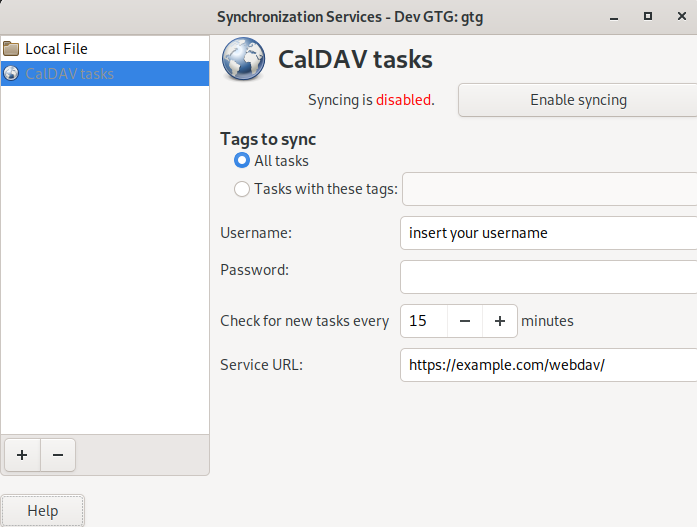 Synchronization Services - Dev GTG: gtg
Local File
CalDAV tasks
CalDAV tasks
Syncing is disabled.
Enable syncing
Tags to sync
All tasks
Tasks with these tags:
Username:
insert your username
Password:
Check for new tasks every 15 − + minutes
Service URL:
https://example.com/webdav/
+ −
Help